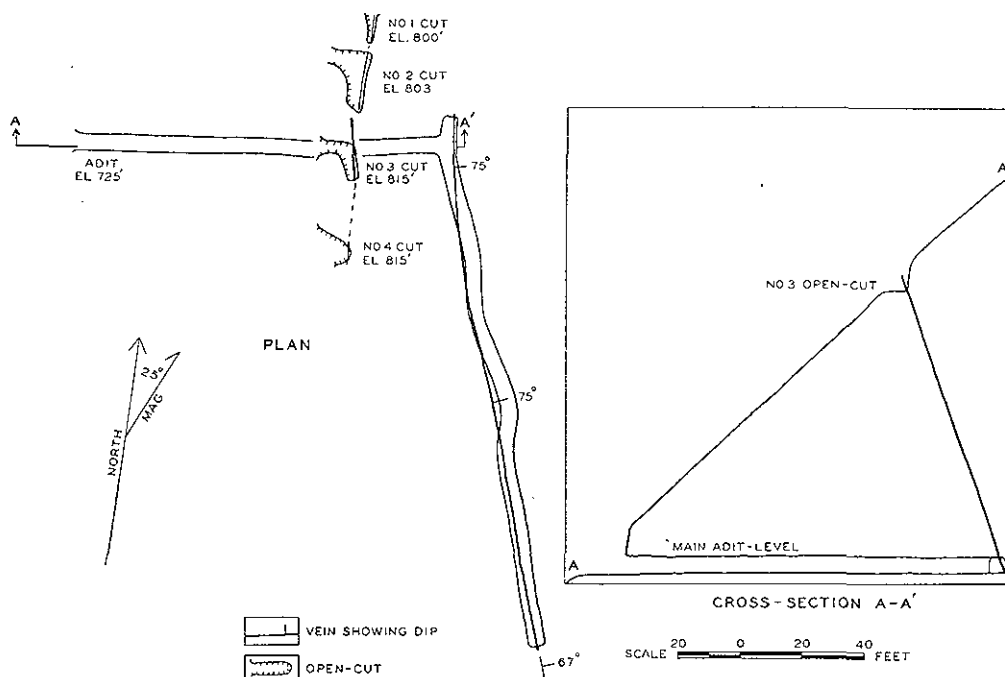 NO 1 CUT
EL. 800'
NO 2 CUT
EL 803
A
A'
ADIT
EL 725'
NO 3 CUT
EL 815'
75°
NO 4 CUT
EL 815'
PLAN
25°
MAG
NORTH
75°
67°
VEIN SHOWING DIP
OPEN-CUT
A
NO. 3 OPEN-CUT
MAIN ADIT-LEVEL
A
CROSS-SECTION A-A'
SCALE 20 0 20 40 FEET